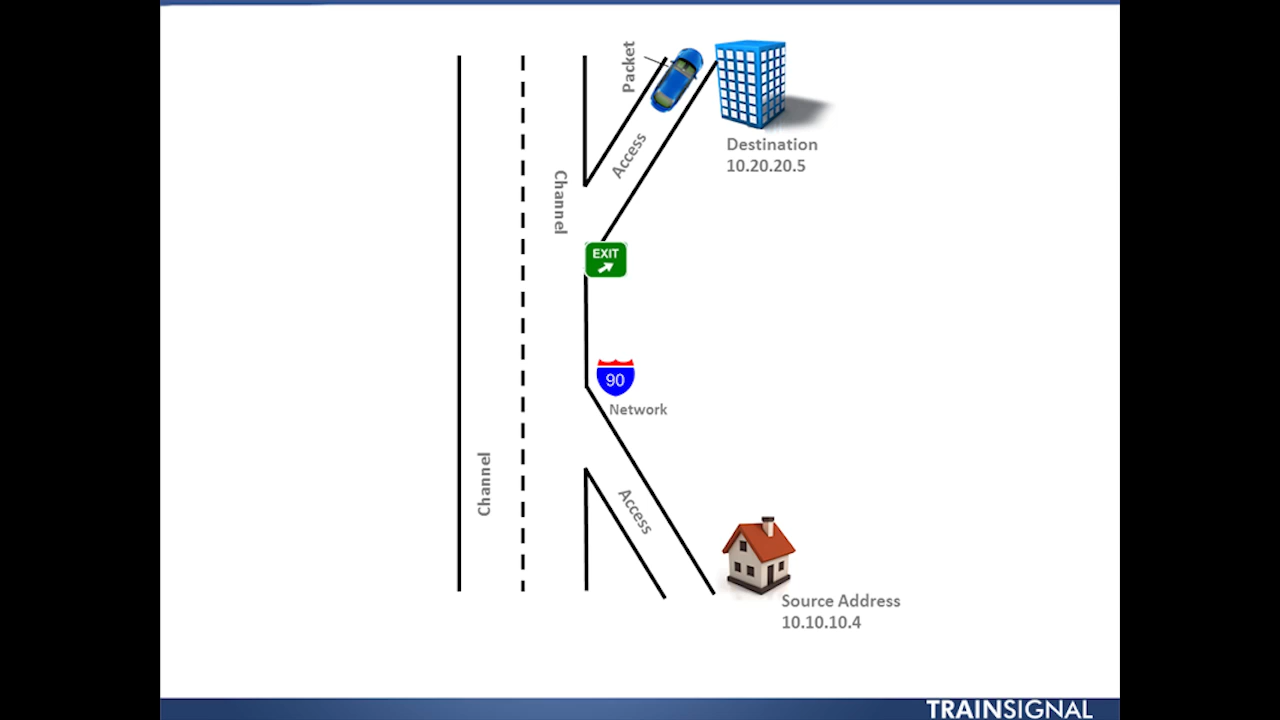 Packet
Access
Destination
10.20.20.5
Channel
EXIT
90
Network
Channel
Access
Source Address
10.10.10.4
TRAINSIGNAL